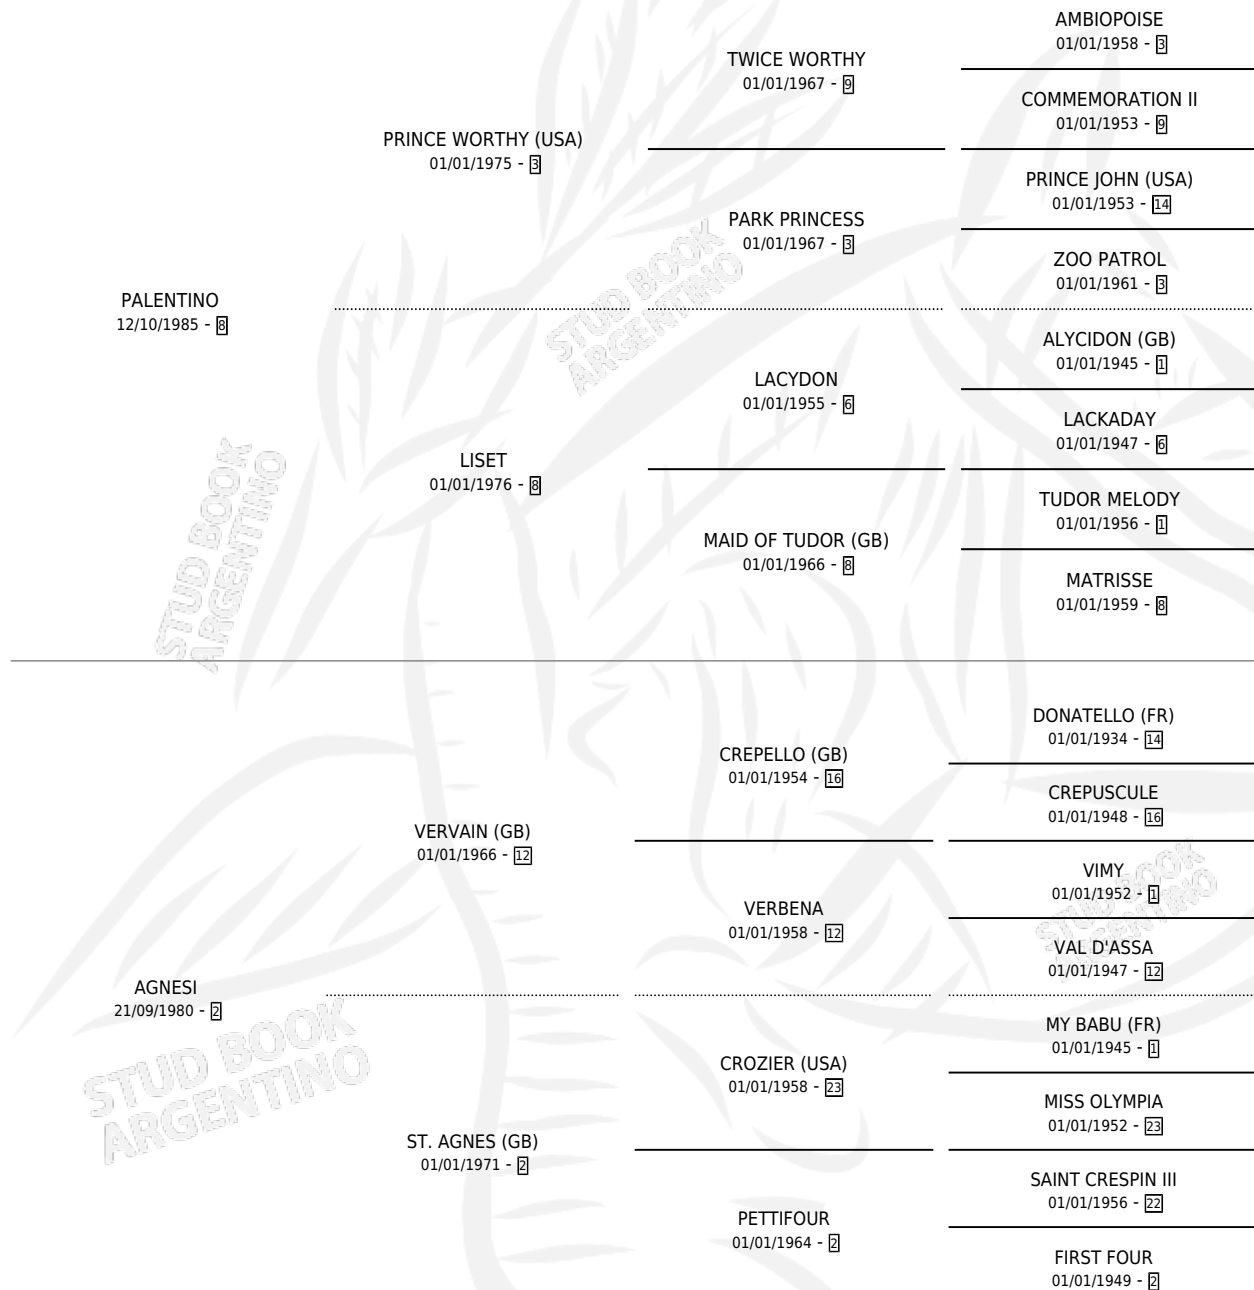 AMBIOPOISE
01/01/1958 - 3
TWICE WORTHY
01/01/1967 - 9
COMMEMORATION II
01/01/1953 - 9
PRINCE WORTHY (USA)
01/01/1975 - 3
PRINCE JOHN (USA)
01/01/1953 - 14
PARK PRINCESS
01/01/1967 - 3
ZOO PATROL
01/01/1961 - 3
STUD BOOK
ARGENTINO
PALENTINO
12/10/1985 - 8
ALYCIDON (GB)
01/01/1945 - 1
LACYDON
01/01/1955 - 6
LACKADAY
01/01/1947 - 6
LISET
01/01/1976 - 8
TUDOR MELODY
01/01/1956 - 1
MAID OF TUDOR (GB)
01/01/1966 - 8
MATRISSE
01/01/1959 - 8
STUD BOOK
ARGENTINO
DONATELLO (FR)
01/01/1934 - 14
CREPELLO (GB)
01/01/1954 - 16
CREPUSCULE
01/01/1948 - 16
VERVAIN (GB)
01/01/1966 - 12
VIMY
01/01/1952 - 1
VERBENA
01/01/1958 - 12
VAL D'ASSA
01/01/1947 - 12
STUD BOOK
ARGENTINO
AGNESI
21/09/1980 - 2
MY BABU (FR)
01/01/1945 - 1
CROZIER (USA)
01/01/1958 - 23
MISS OLYMPIA
01/01/1952 - 23
STUD BOOK
ARGENTINO
ST. AGNES (GB)
01/01/1971 - 2
SAINT CRESPIN III
01/01/1956 - 22
PETTIFOUR
01/01/1964 - 2
FIRST FOUR
01/01/1949 - 2